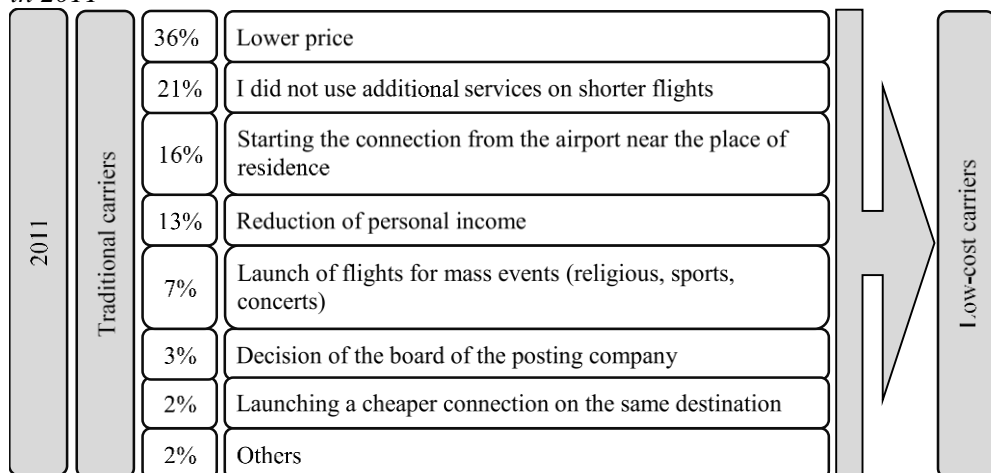 in 2011
2011
Traditional carriers
36%
Lower price
21%
I did not use additional services on shorter flights
16%
Starting the connection from the airport near the place of
residence
13%
Reduction of personal income
7%
Launch of flights for mass events (religious, sports,
concerts)
3%
Decision of the board of the posting company
2%
Launching a cheaper connection on the same destination
2%
Others
Low-cost carriers